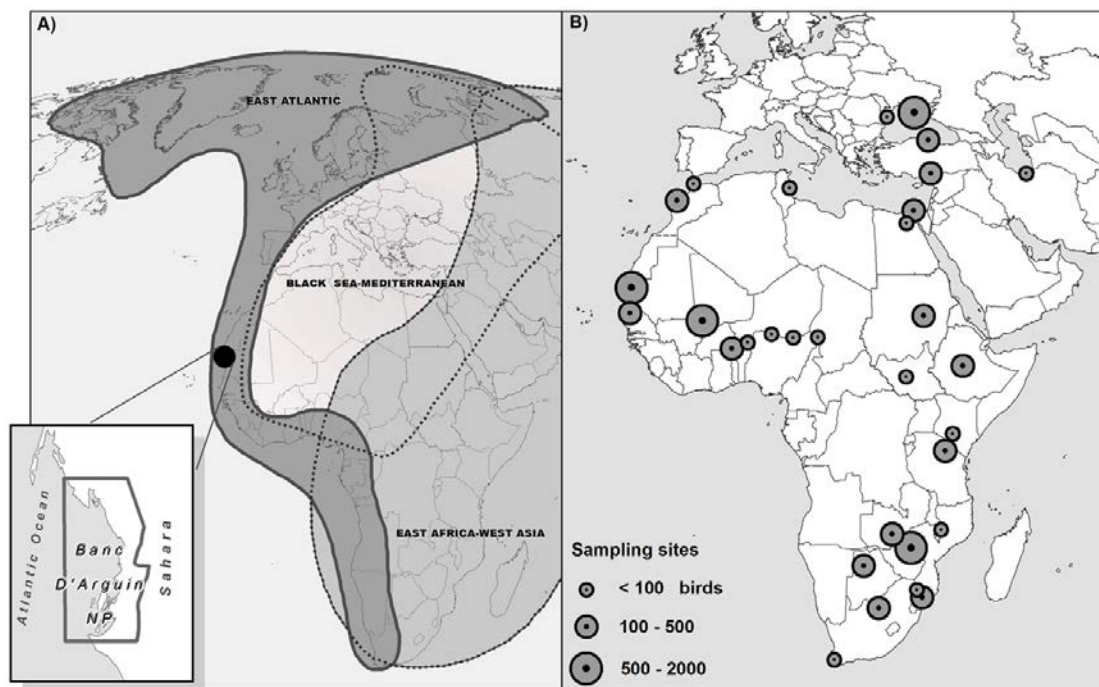 A)
EAST ATLANTIC
BLACK SEA-MEDITERRANEAN
EAST AFRICA-WEST ASIA
Atlantic Ocean
Banc
D'Arguin
NP
Sahara
B)
Sampling sites
< 100 birds
100 - 500
500 - 2000